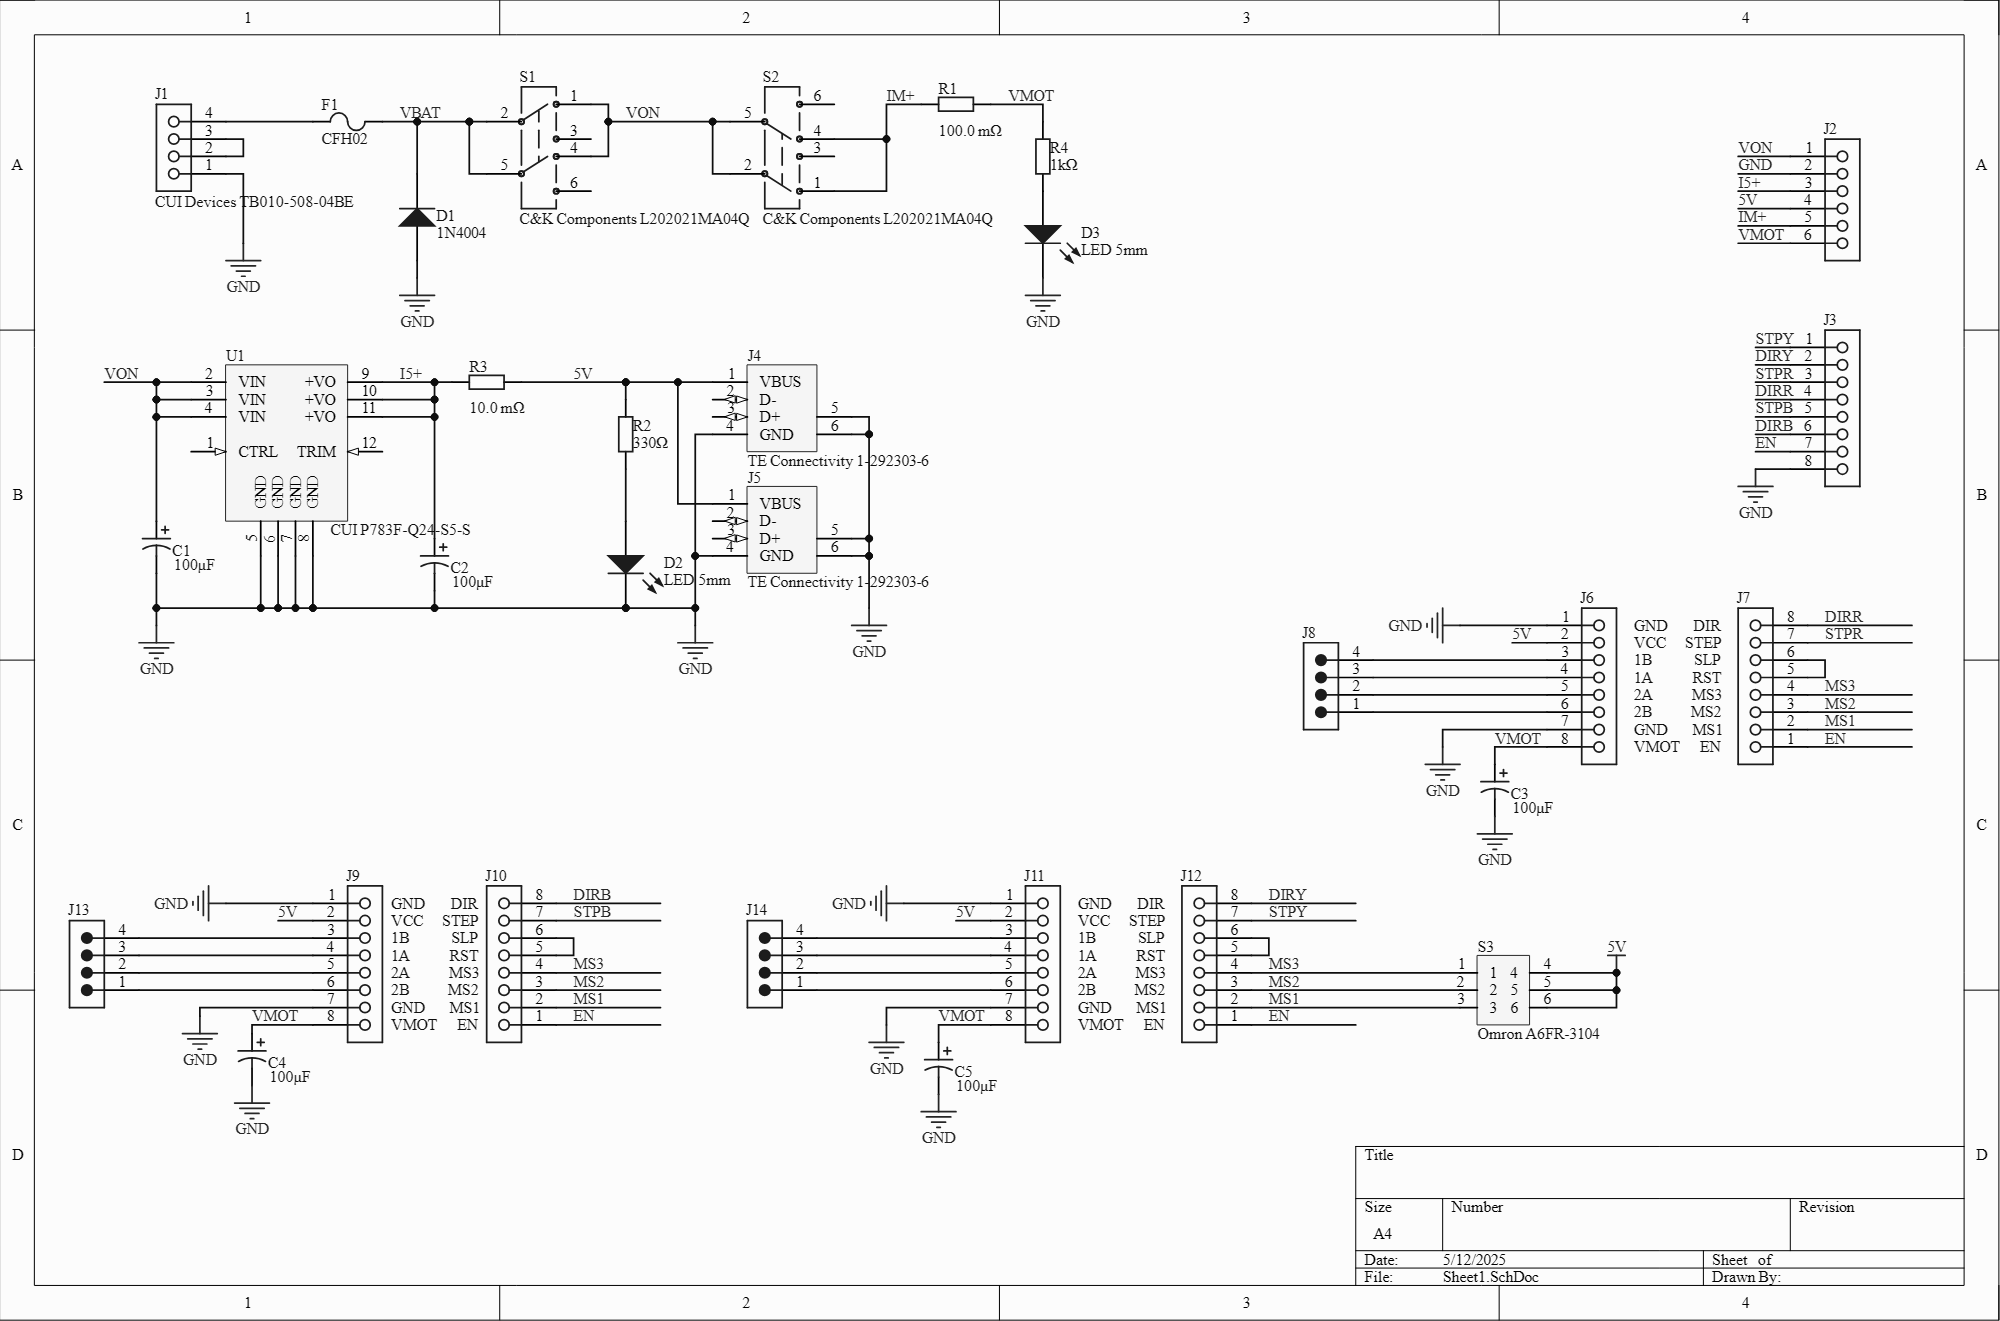 1 2 3 4
A A
B B
C C
D D
J1
4
3
2
1
CUI Devices TB010-508-04BE
GND
F1
CFH02
VBAT
D1
1N4004
GND
S1
2
5
1
3
4
6
C&K Components L202021MA04Q
VON
S2
5
2
6
4
3
1
C&K Components L202021MA04Q
IM+
R1
100.0 mΩ
VMOT
R4
1kΩ
D3
LED 5mm
GND
J2
VON 1
GND 2
I5+ 3
5V 4
IM+ 5
VMOT 6
J3
STPY 1
DIRY 2
STPR 3
DIRR 4
STPB 5
DIRB 6
EN 7
8
GND
VON
U1
2 VIN +VO 9
3 VIN +VO 10
4 VIN +VO 11
1 CTRL TRIM 12
GND GND GND GND
5 6 7 8
CUI P783F-Q24-S5-S
C1
100µF
GND
I5+
R3
10.0 mΩ
C2
100µF
5V
R2
330Ω
D2
LED 5mm
GND
J4
1 VBUS
2 D-
3 D+ 5
4 GND 6
TE Connectivity 1-292303-6
J5
1 VBUS
2 D-
3 D+ 5
4 GND 6
TE Connectivity 1-292303-6
GND
J8
4
3
2
1
J6 J7
GND 1 GND DIR 8 DIRR
5V 2 VCC STEP 7 STPR
3 1B SLP 6
4 1A RST 5
5 2A MS3 4 MS3
6 2B MS2 3 MS2
7 GND MS1 2 MS1
VMOT 8 VMOT EN 1 EN
GND
C3
100µF
GND
J13
4
3
2
1
J9 J10
GND 1 GND DIR 8 DIRB
5V 2 VCC STEP 7 STPB
3 1B SLP 6
4 1A RST 5
5 2A MS3 4 MS3
6 2B MS2 3 MS2
7 GND MS1 2 MS1
VMOT 8 VMOT EN 1 EN
GND
C4
100µF
GND
J14
4
3
2
1
J11 J12
GND 1 GND DIR 8 DIRY
5V 2 VCC STEP 7 STPY
3 1B SLP 6
4 1A RST 5
5 2A MS3 4 MS3
6 2B MS2 3 MS2
7 GND MS1 2 MS1
VMOT 8 VMOT EN 1 EN
GND
C5
100µF
GND
S3
5V
1 1 4 4
2 2 5 5
3 3 6 6
Omron A6FR-3104
Title
Size Number Revision
A4
Date: 5/12/2025 Sheet of
File: Sheet1.SchDoc Drawn By:
1 2 3 4